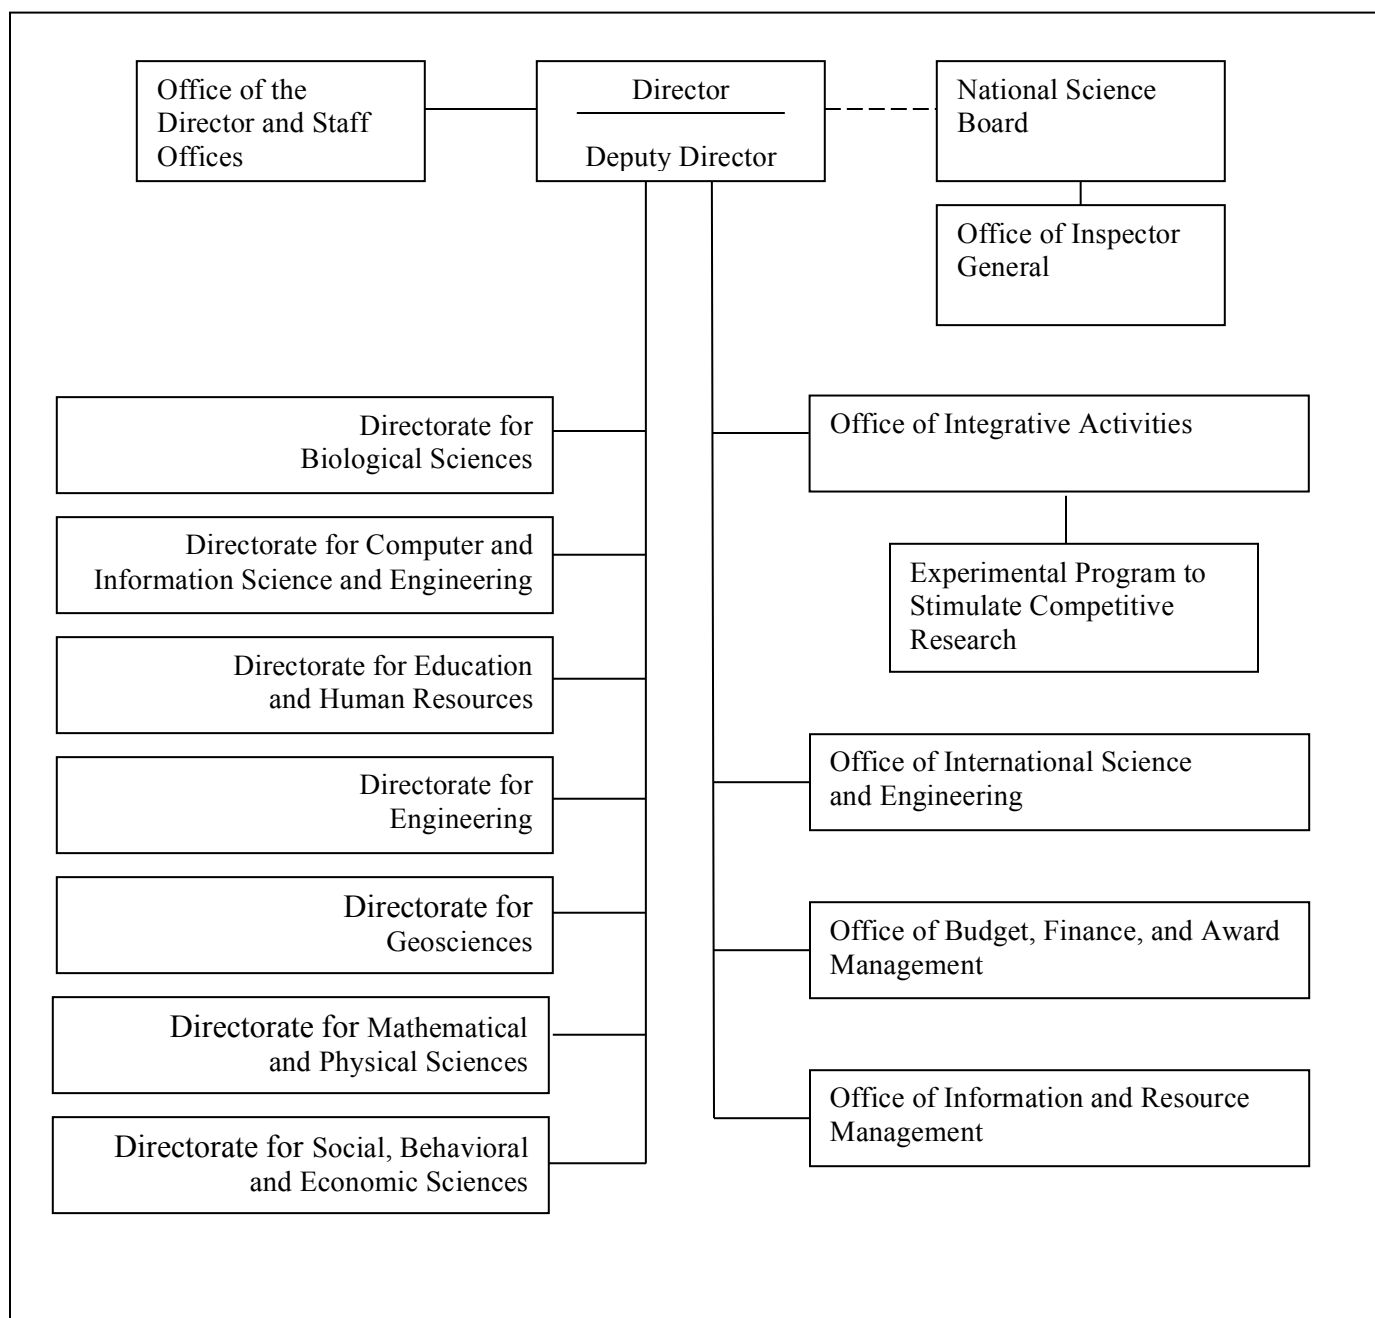 Office of the
Director and Staff
Offices
Director
Deputy Director
National Science
Board
Office of Inspector
General
Directorate for
Biological Sciences
Directorate for Computer and
Information Science and Engineering
Directorate for Education
and Human Resources
Directorate for
Engineering
Directorate for
Geosciences
Directorate for Mathematical
and Physical Sciences
Directorate for Social, Behavioral
and Economic Sciences
Office of Integrative Activities
Experimental Program to
Stimulate Competitive
Research
Office of International Science
and Engineering
Office of Budget, Finance, and Award
Management
Office of Information and Resource
Management